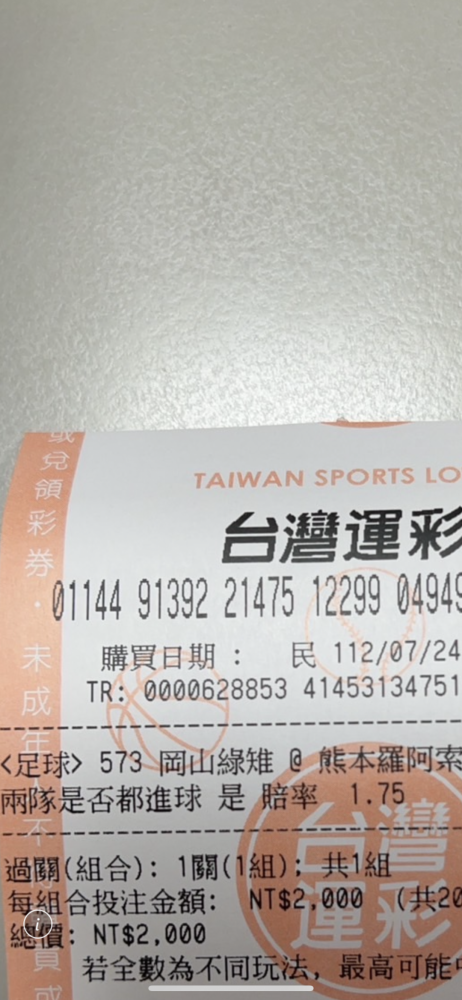 TAIWAN SPORTS LO
台灣運彩
01144 91392 21475 12299 04949
購買日期： 民 112/07/24
TR: 0000628853 41453134751
<足球> 573 岡山綠雉 @ 熊本羅阿索
兩隊是否都進球 是 賠率 1.75
過關(組合): 1關(1組); 共1組
每組合投注金額: NT$2,000 (共20
總價: NT$2,000
若全數為不同玩法, 最高可能
兌領彩券．未成年
台灣
運彩